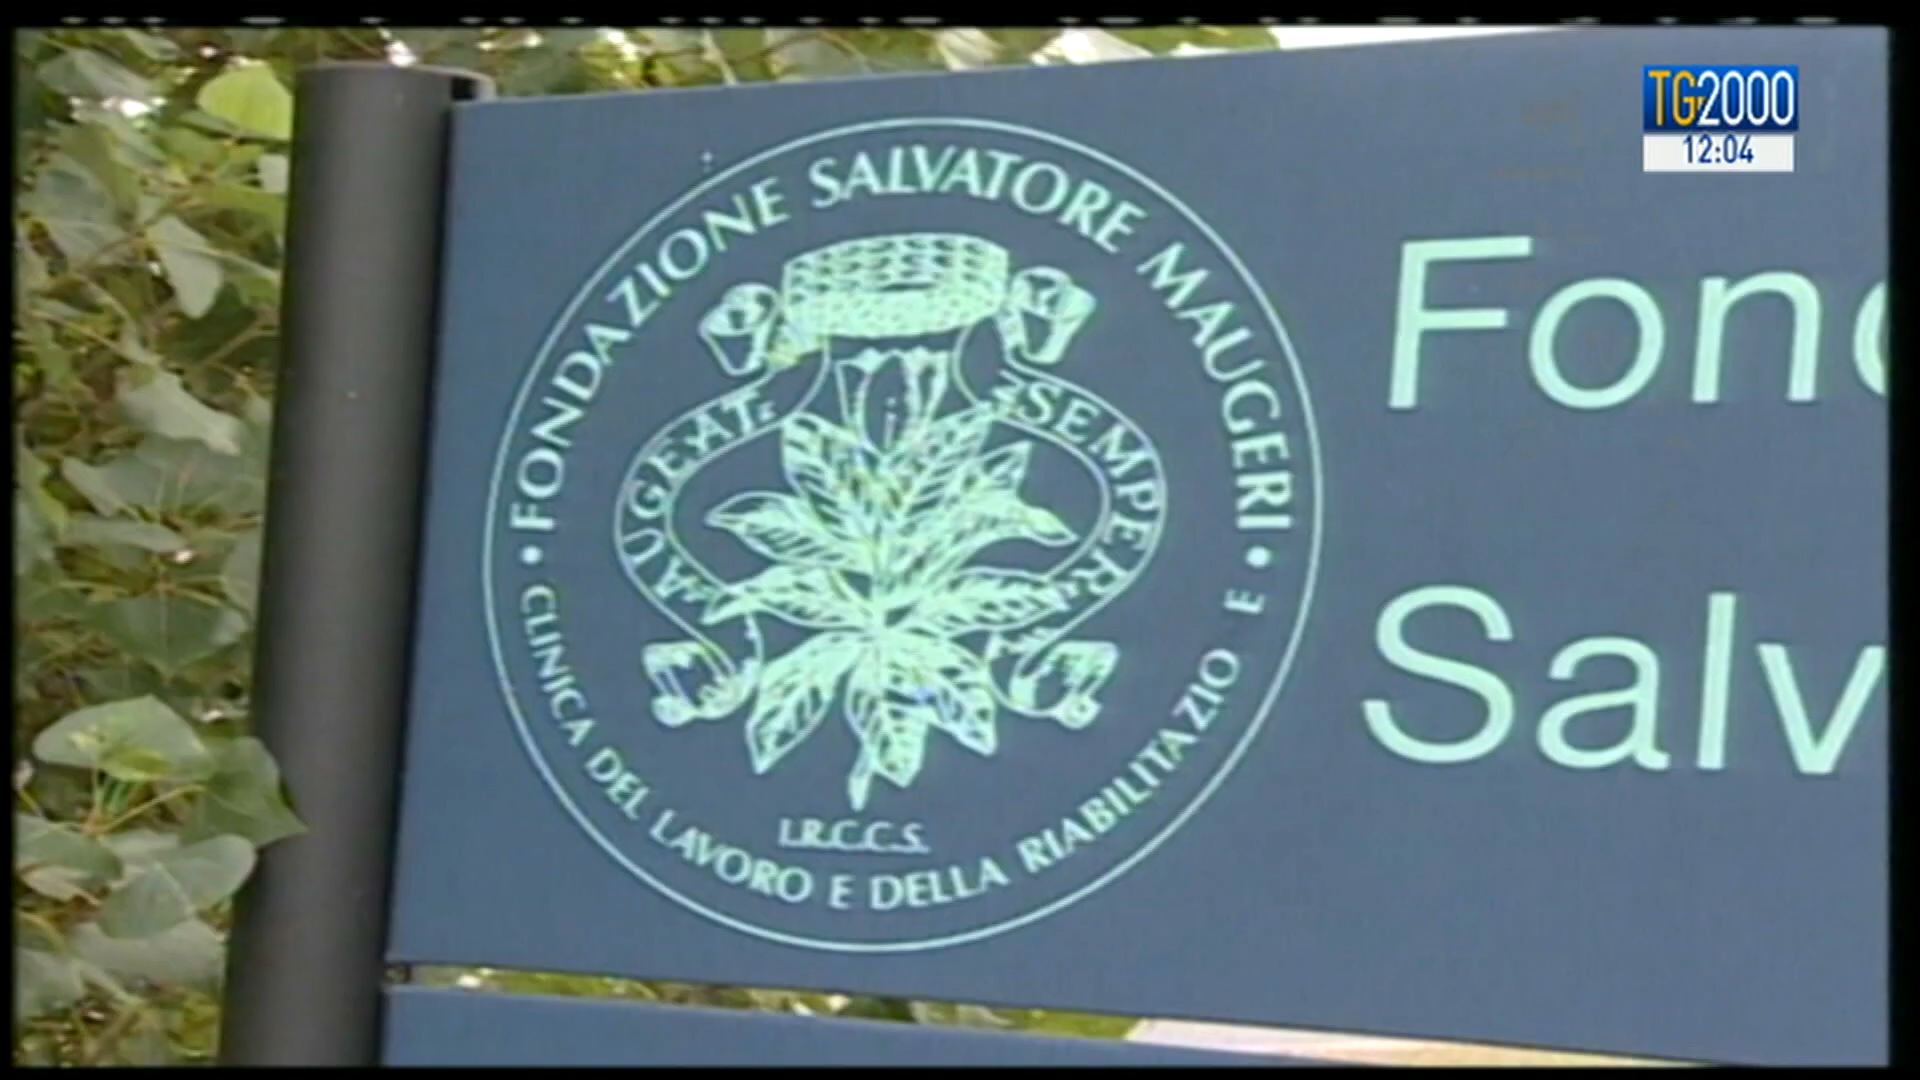 TG2000
12:04
FONDAZIONE SALVATORE MAUGERI
AUGEAT
SEMPER
I.R.C.C.S.
• CLINICA DEL LAVORO E DELLA RIABILITAZIO E •
Fond
Salv